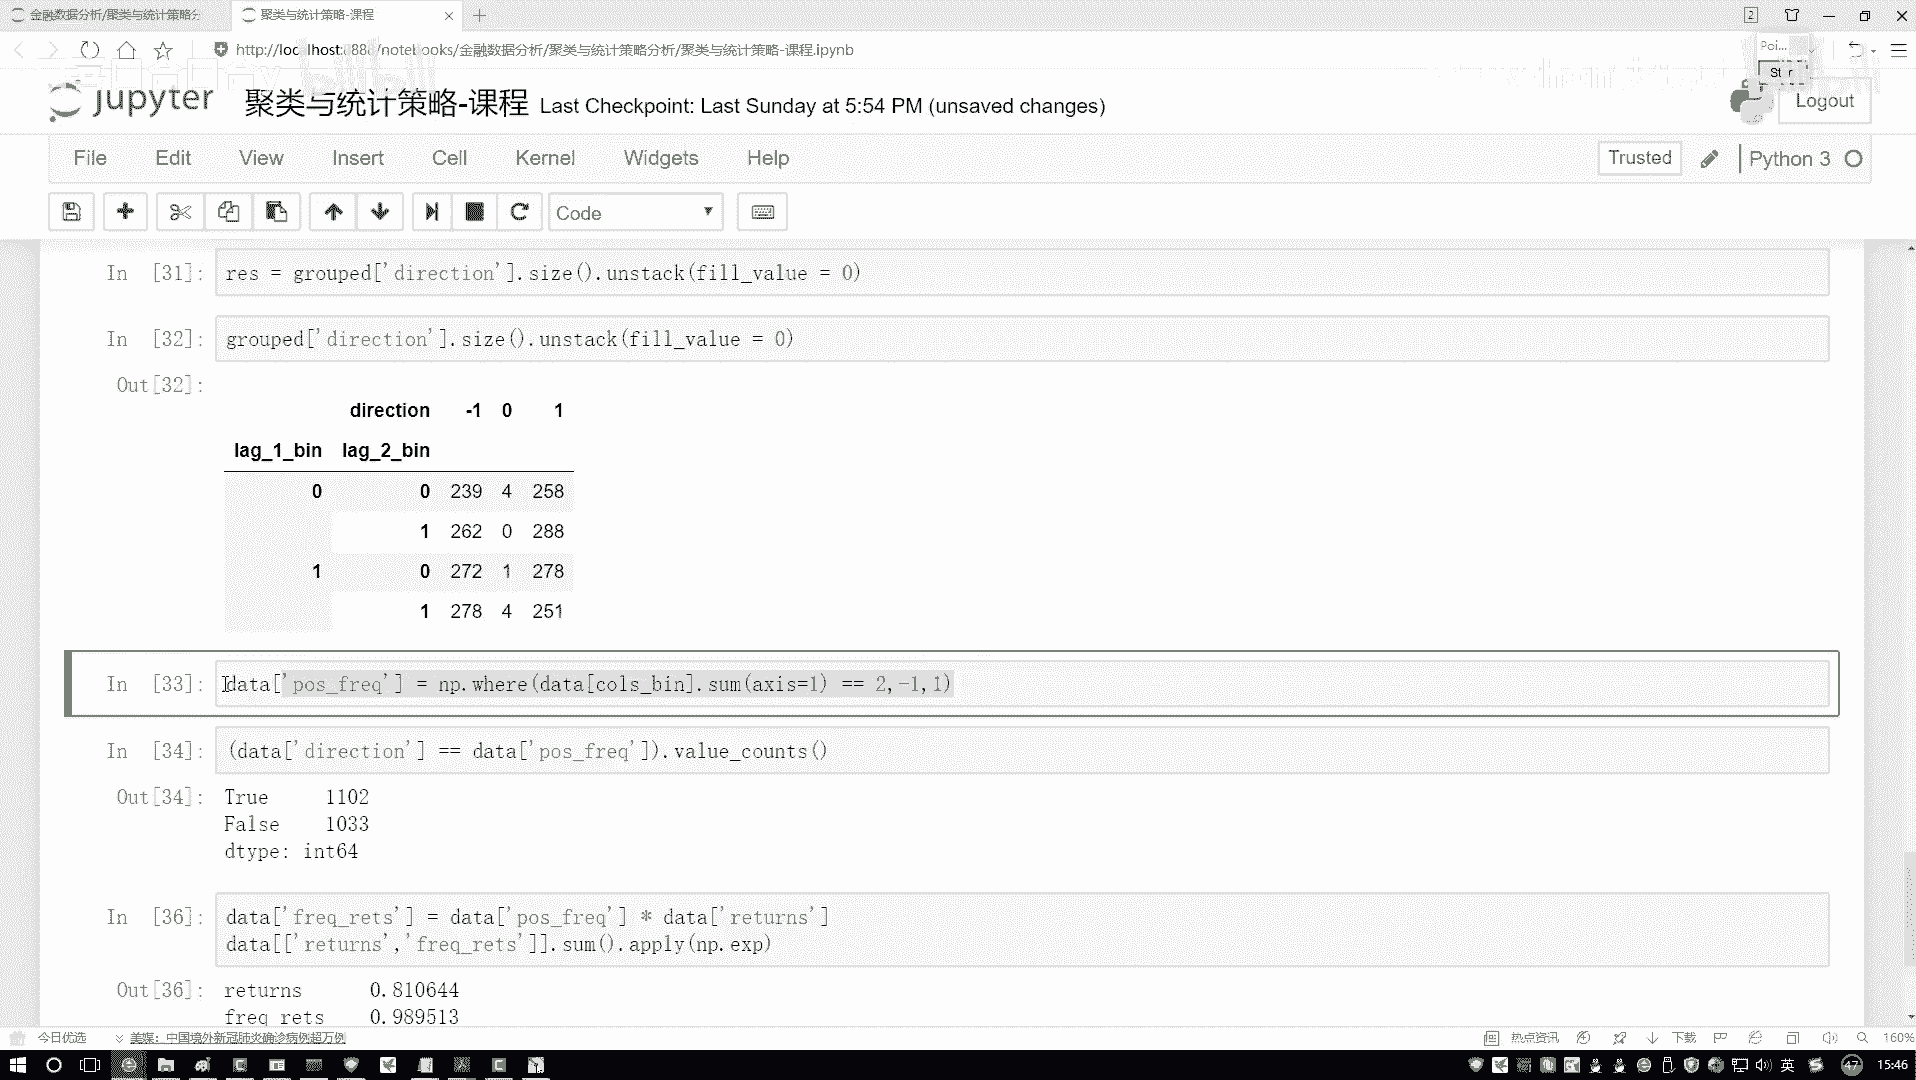 金融数据分析/聚类与统计策略分
聚类与统计策略-课程
2
http://localhost:888/notebooks/金融数据分析/聚类与统计策略分析/聚类与统计策略-课程.ipynb
Poi...
jupyter 聚类与统计策略-课程 Last Checkpoint: Last Sunday at 5:54 PM (unsaved changes)
Logout
File Edit View Insert Cell Kernel Widgets Help
Trusted Python 3
Code
In [31]: res = grouped['direction'].size().unstack(fill_value = 0)
In [32]: grouped['direction'].size().unstack(fill_value = 0)
Out[32]:
direction -1 0 1
lag_1_bin lag_2_bin
0 0 239 4 258
1 262 0 288
1 0 272 1 278
1 278 4 251
In [33]: data['pos_freq'] = np.where(data[cols_bin].sum(axis=1) == 2,-1,1)
In [34]: (data['direction'] == data['pos_freq']).value_counts()
Out[34]: True 1102
False 1033
dtype: int64
In [36]: data['freq_rets'] = data['pos_freq'] * data['returns']
data[['returns','freq_rets']].sum().apply(np.exp)
Out[36]: returns 0.810644
freq_rets 0.989513
今日优选 美媒：中国境外新冠肺炎确诊病例超万例 热点资讯 下载 160%
英 47 15:46